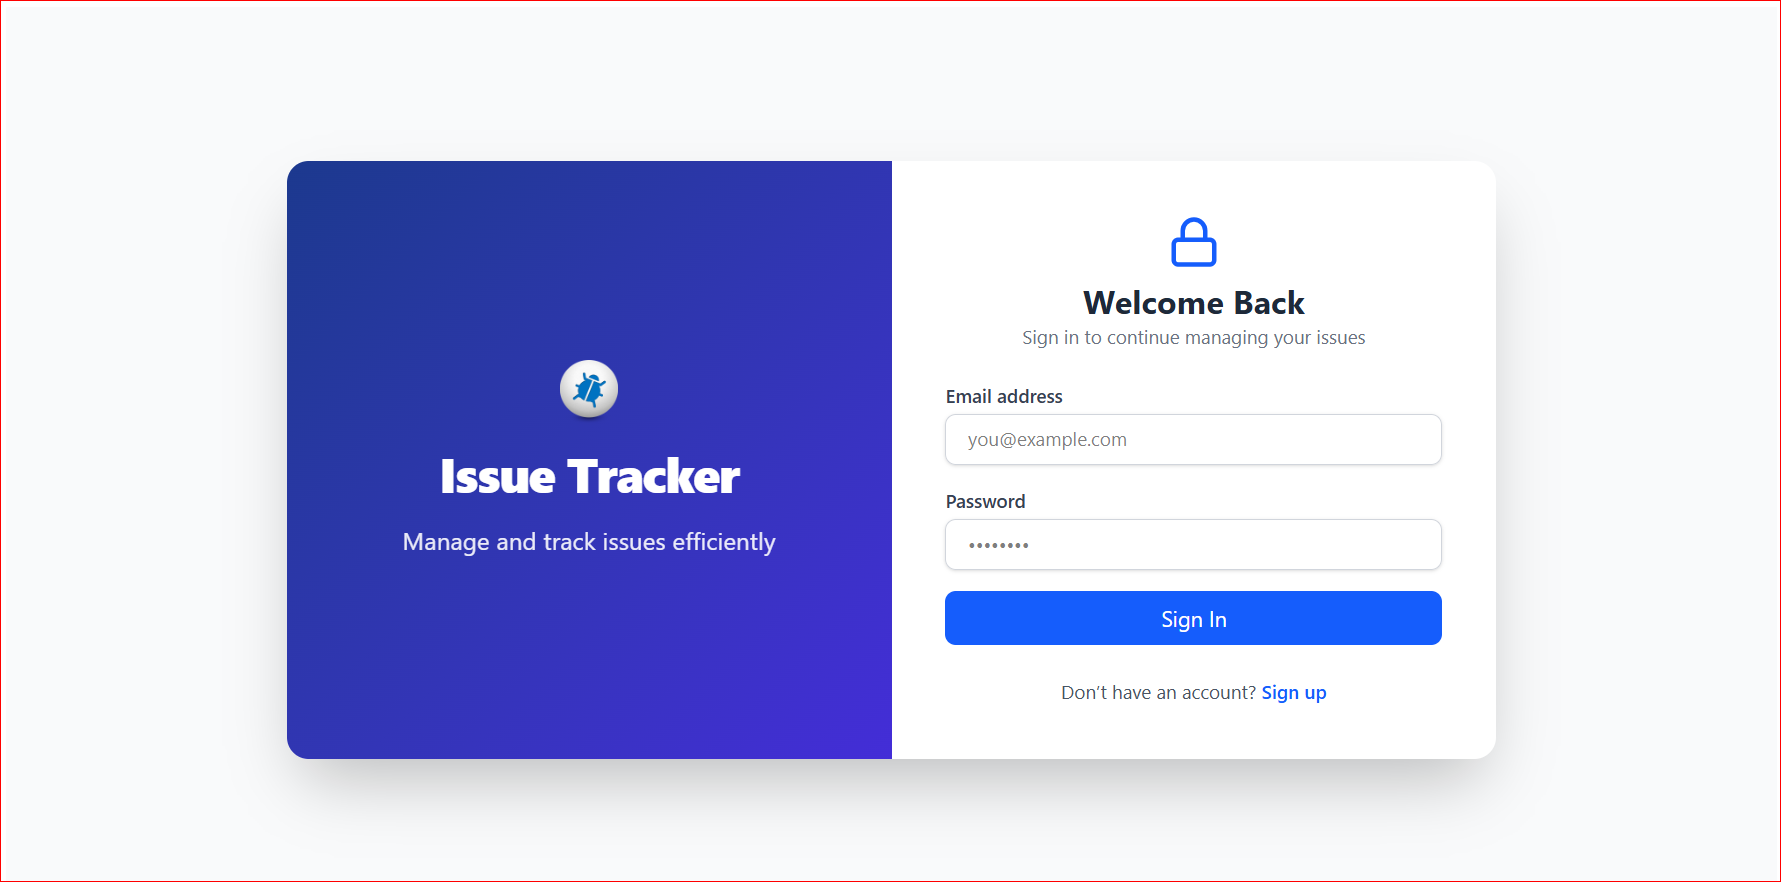 Issue Tracker
Manage and track issues efficiently
Welcome Back
Sign in to continue managing your issues
Email address
you@example.com
Password
••••••••
Sign In
Don’t have an account? Sign up